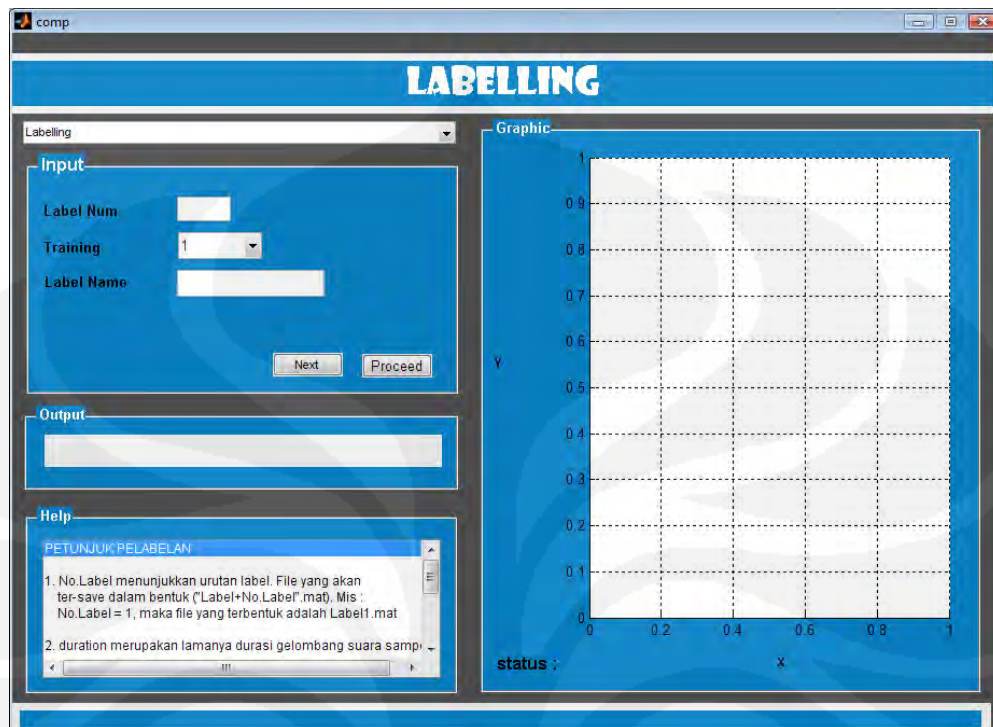 comp
LABELLING
Labelling
Input
Label Num
Training
1
Label Name
Next
Proceed
Output
Help
PETUNJUK PELABELAN
1. No.Label menunjukkan urutan label. File yang akan
ter-save dalam bentuk ("Label+No.Label".mat). Mis :
No.Label = 1, maka file yang terbentuk adalah Label1.mat
2. duration merupakan lamanya durasi gelombang suara
Graphic
1
0.9
0.8
0.7
0.6
0.5
0.4
0.3
0.2
0.1
0
Y
0 0.2 0.4 0.6 0.8 1
X
status :